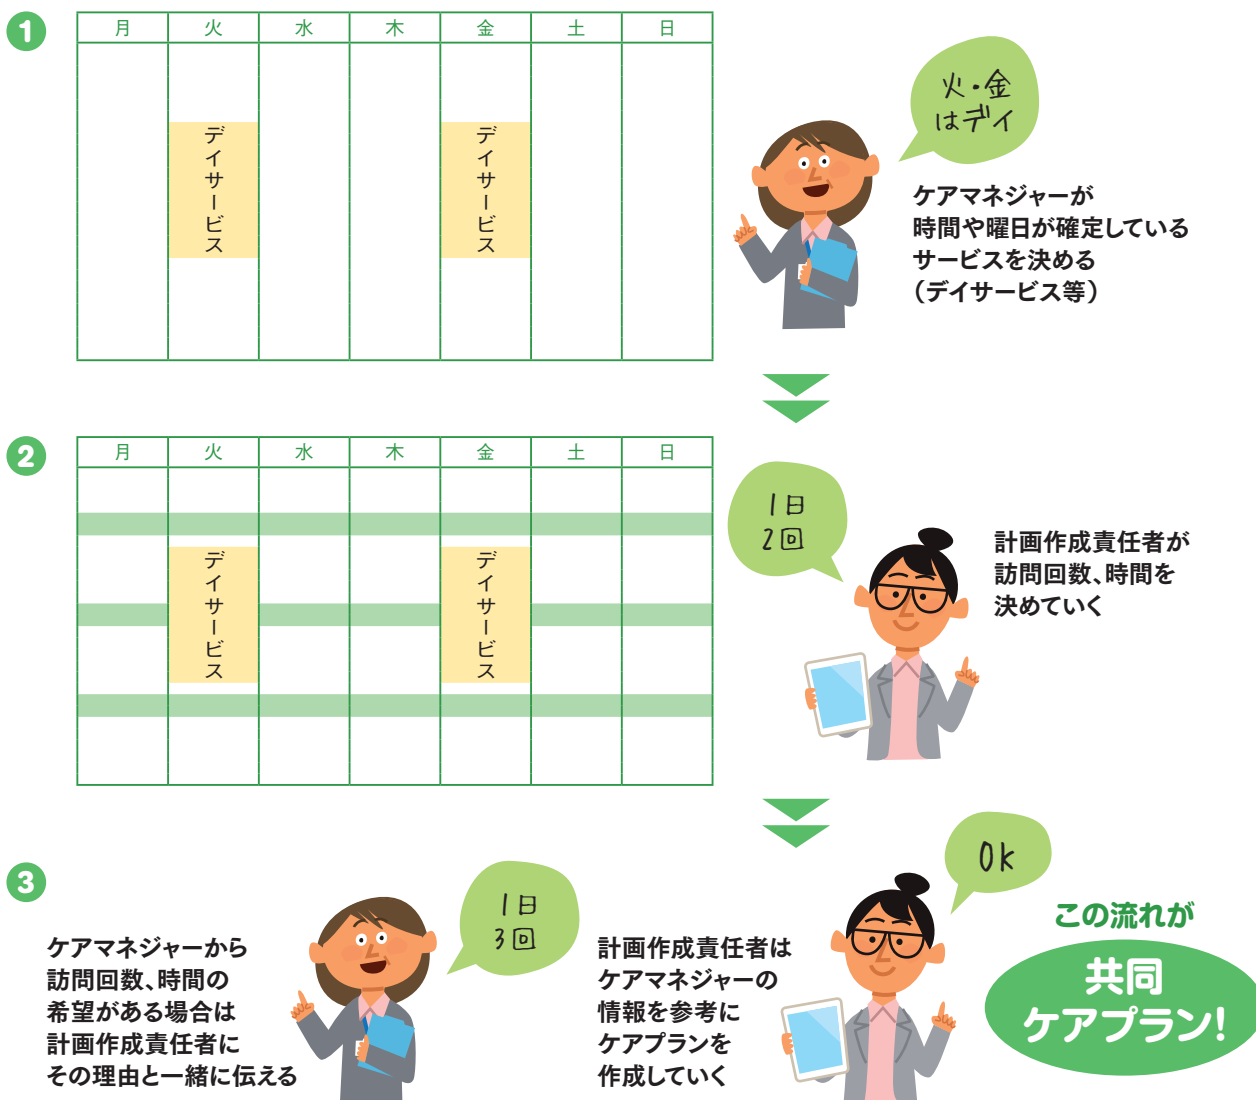 1
月 火 水 木 金 土 日
デイサービス
デイサービス
火・金
はデイ
ケアマネジャーが
時間や曜日が確定している
サービスを決める
（デイサービス等）
2
月 火 水 木 金 土 日
デイサービス
デイサービス
1日
2回
計画作成責任者が
訪問回数、時間を
決めていく
3
ケアマネジャーから
訪問回数、時間の
希望がある場合は
計画作成責任者に
その理由と一緒に伝える
1日
3回
計画作成責任者は
ケアマネジャーの
情報を参考に
ケアプランを
作成していく
Ok
この流れが
共同
ケアプラン!